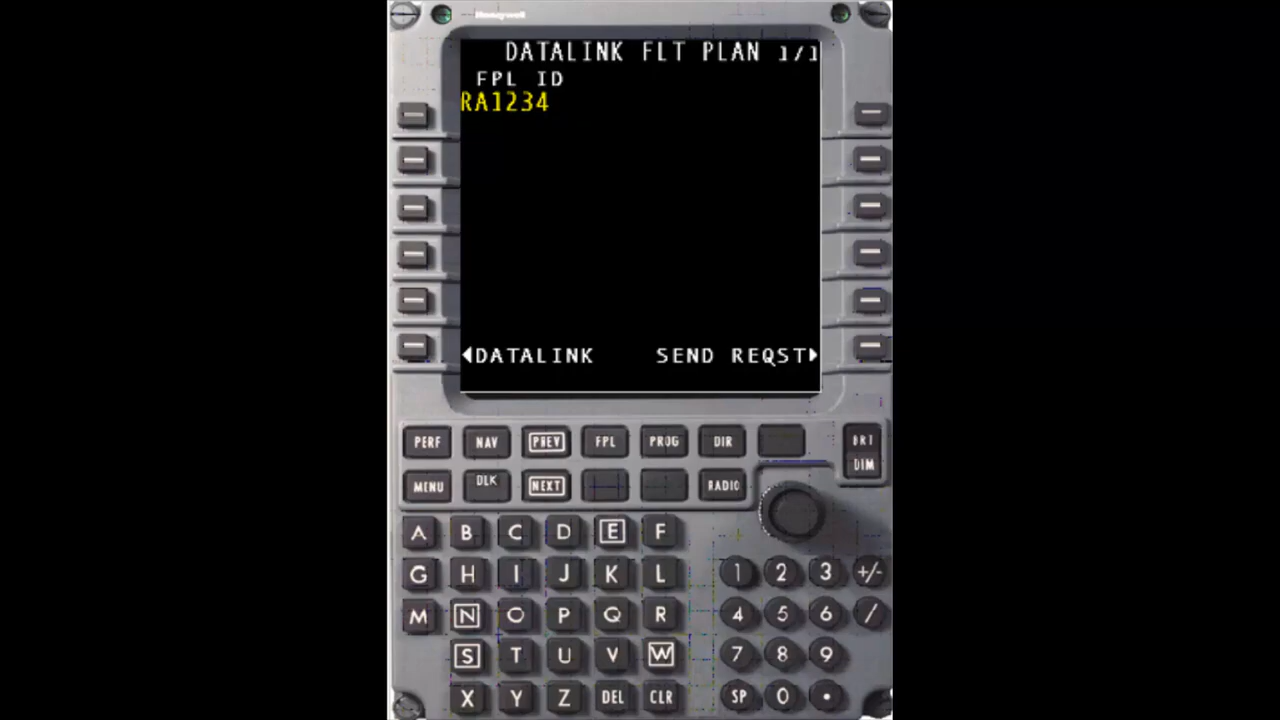 Honeywell
DATALINK FLT PLAN 1/1
FPL ID
RA1234
DATALINK SEND REQST
PERF NAV PREV FPL PROG DIR BRT
DIM
MENU DLK NEXT RADIO
A B C D E F
G H I J K L 1 2 3 +/-
M N O P Q R 4 5 6 /
S T U V W 7 8 9
X Y Z DEL CLR SP 0 •